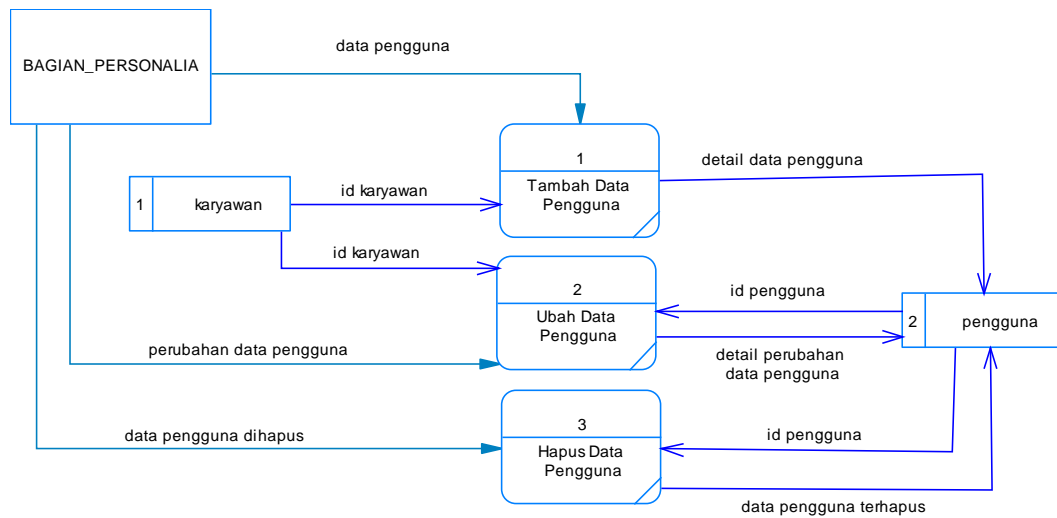 data pengguna
BAGIAN_PERSONALIA
1
Tambah Data
Pengguna
detail data pengguna
id karyawan
1
karyawan
id karyawan
2
Ubah Data
Pengguna
id pengguna
2
pengguna
perubahan data pengguna
detail perubahan
data pengguna
3
Hapus Data
Pengguna
data pengguna dihapus
id pengguna
data pengguna terhapus